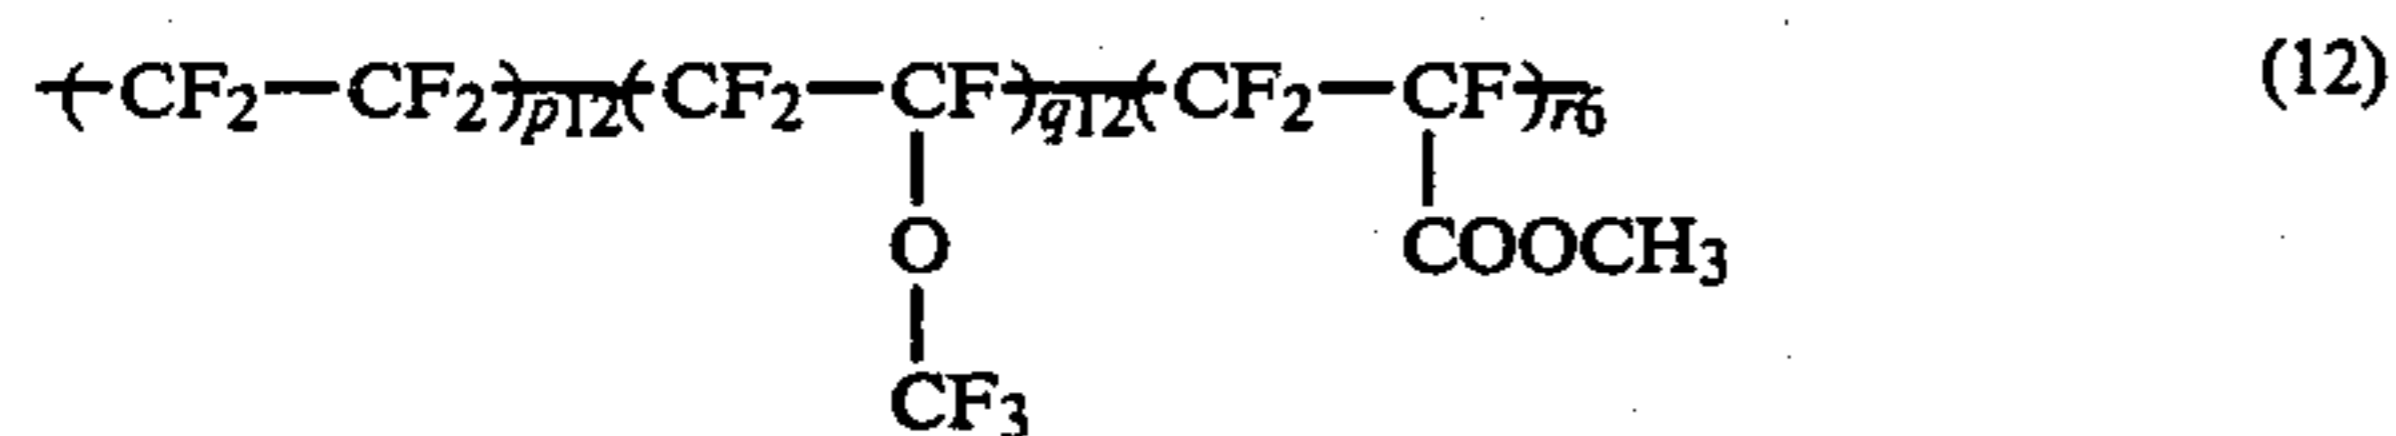 (CF2—CF2)p12(CF2—CF)q12(CF2—CF)r6 (12)
O COOCH3
CF3